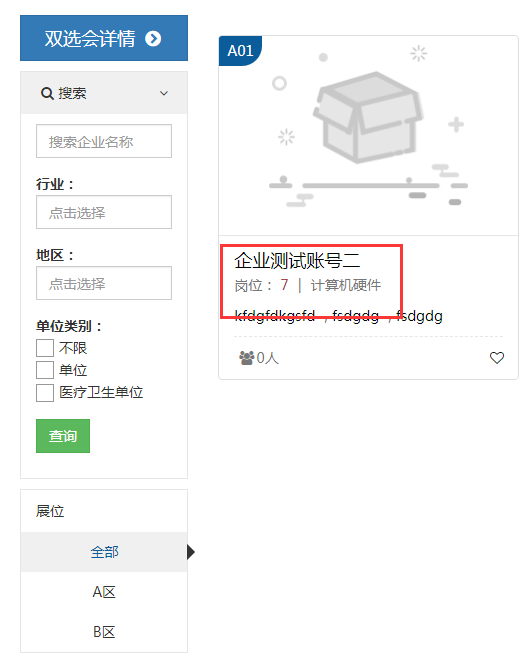 双选会详情
搜索
搜索企业名称
行业：
点击选择
地区：
点击选择
单位类别：
不限
单位
医疗卫生单位
查询
展位
全部
A区
B区
A01
企业测试账号二
岗位： 7 | 计算机硬件
kfdgfdkgsfd , fsdgdg , fsdgdg
0人